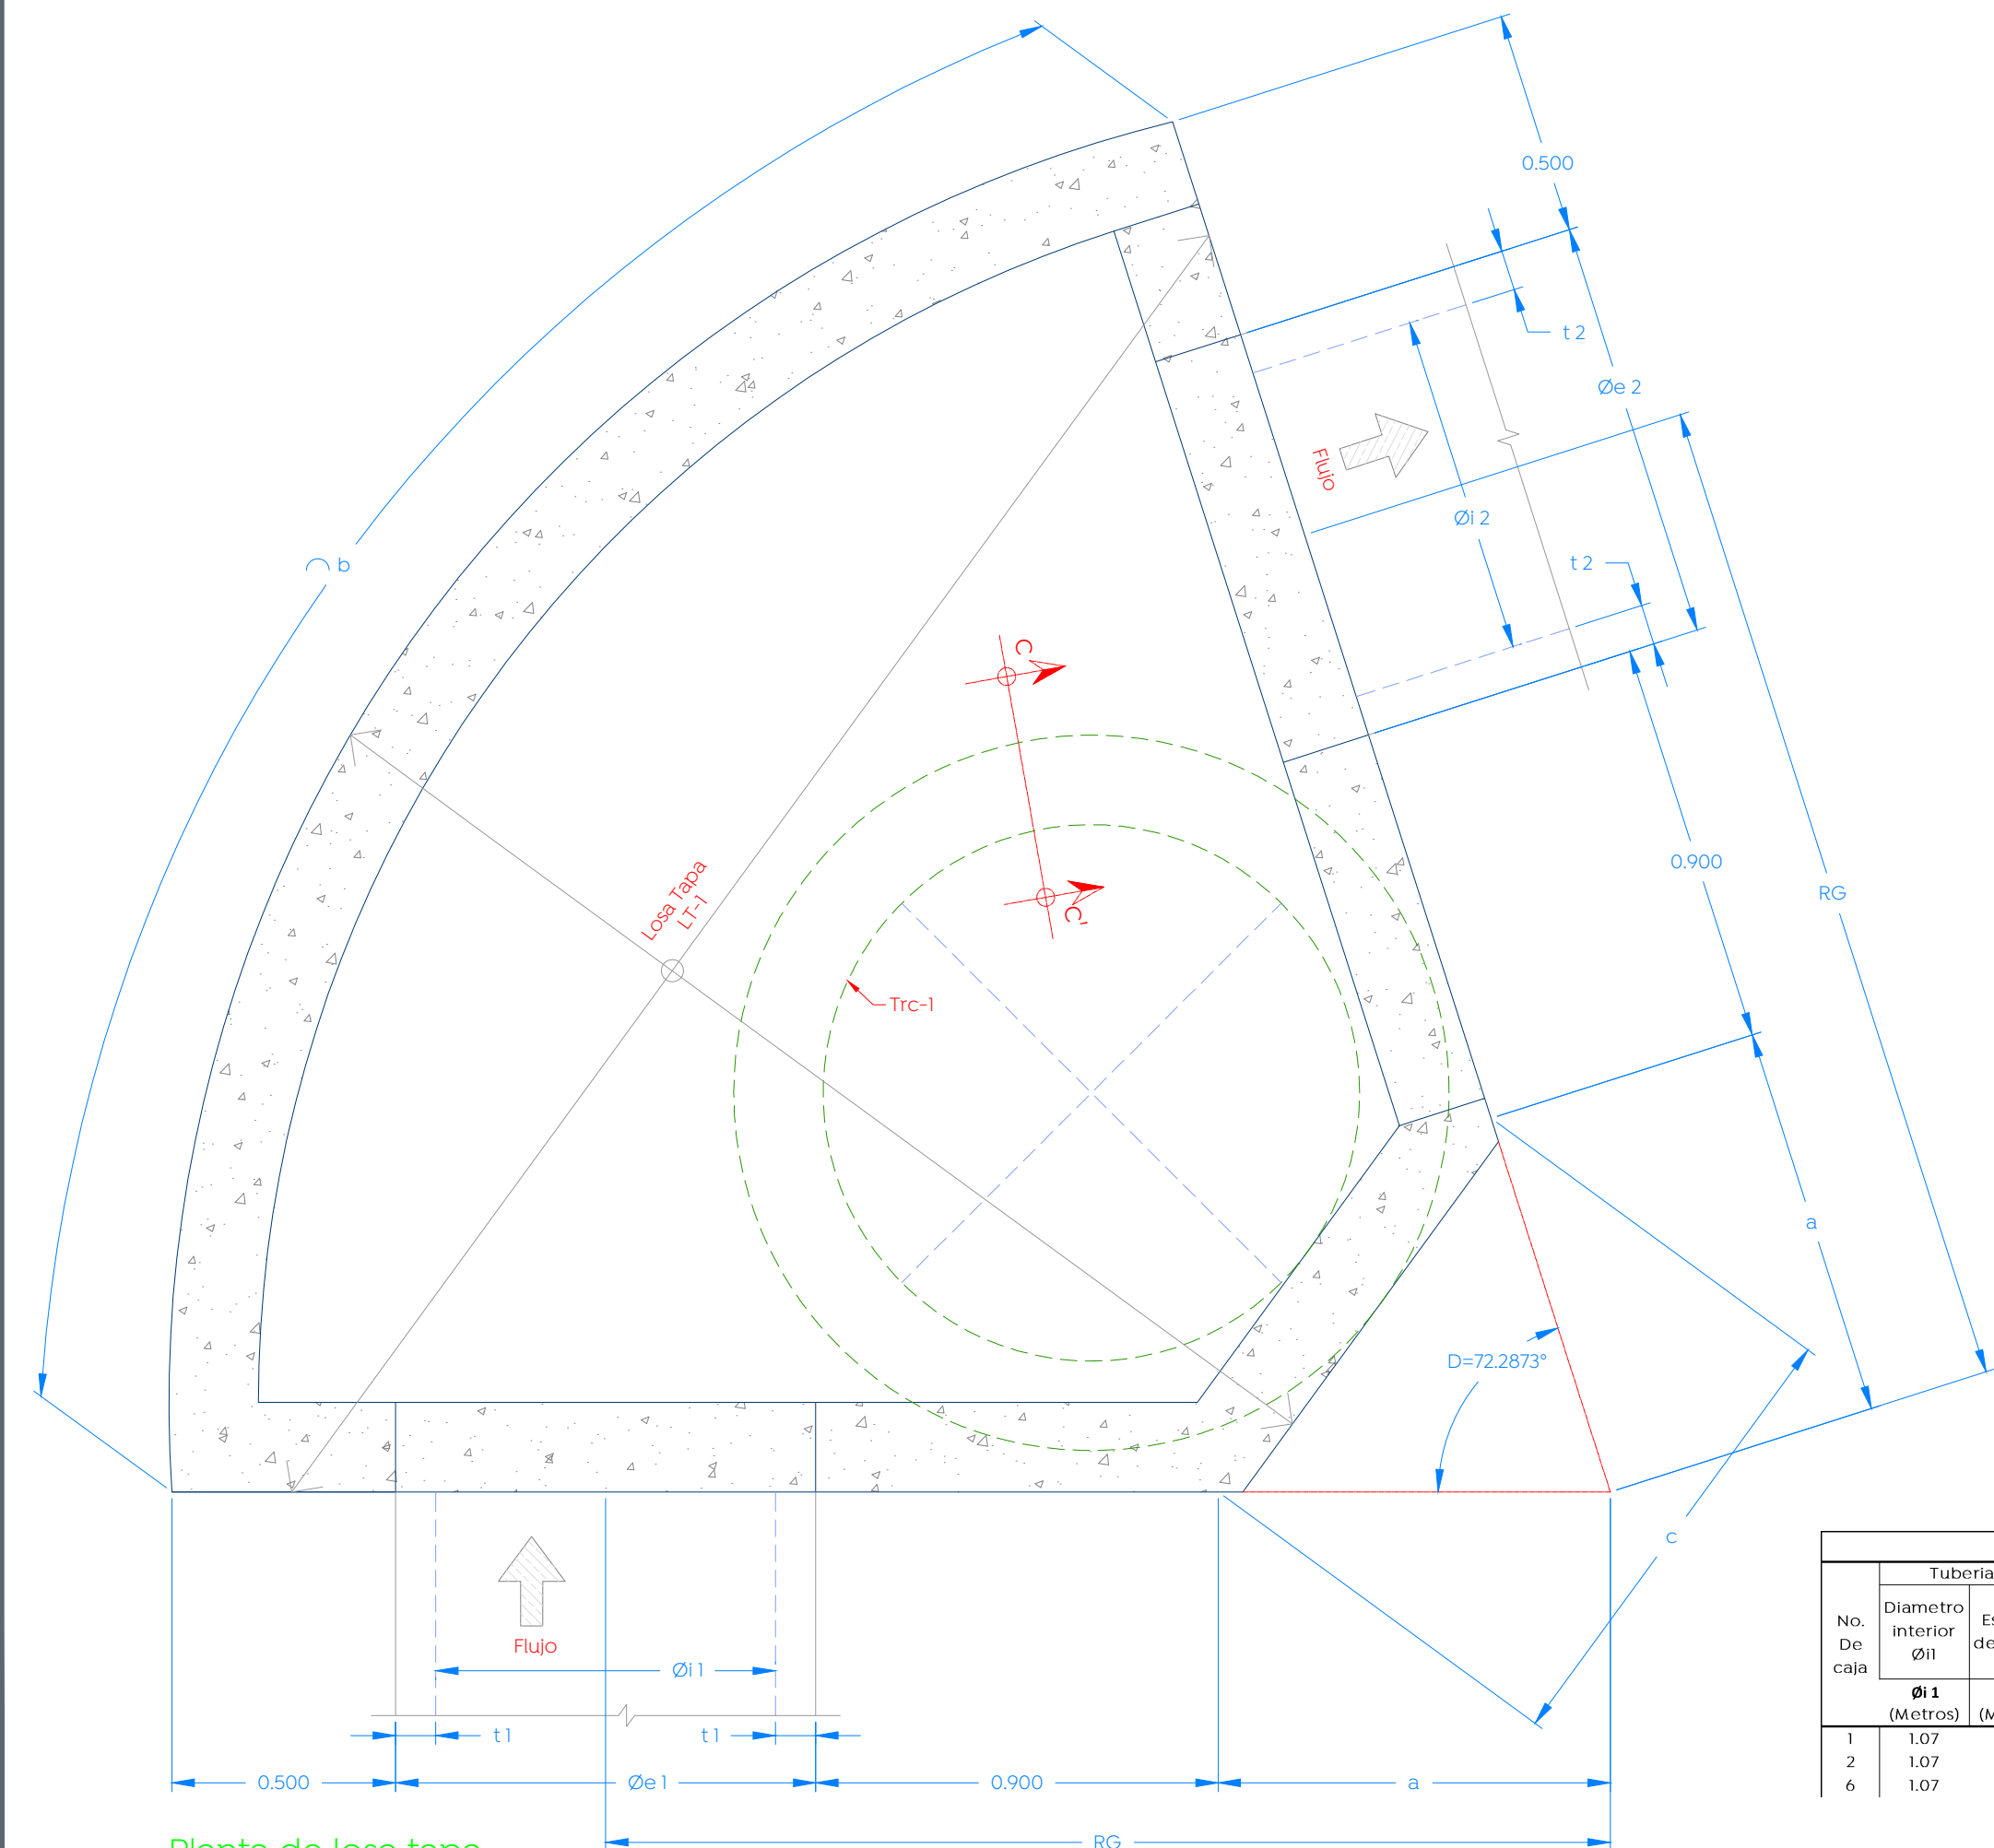 0.500
t 2
Øe 2
Flujo
Øi 2
b
t 2
C
0.900
RG
Losa Tapa
LT-1
C'
Trc-1
a
D=72.2873°
c
Flujo
Øi 1
t 1
t 1
0.500
Øe 1
0.900
a
RG
Tuberia
No.
De
caja
Diametro
interior
Øi1
Øi 1
(Metros)
1 1.07
2 1.07
6 1.07